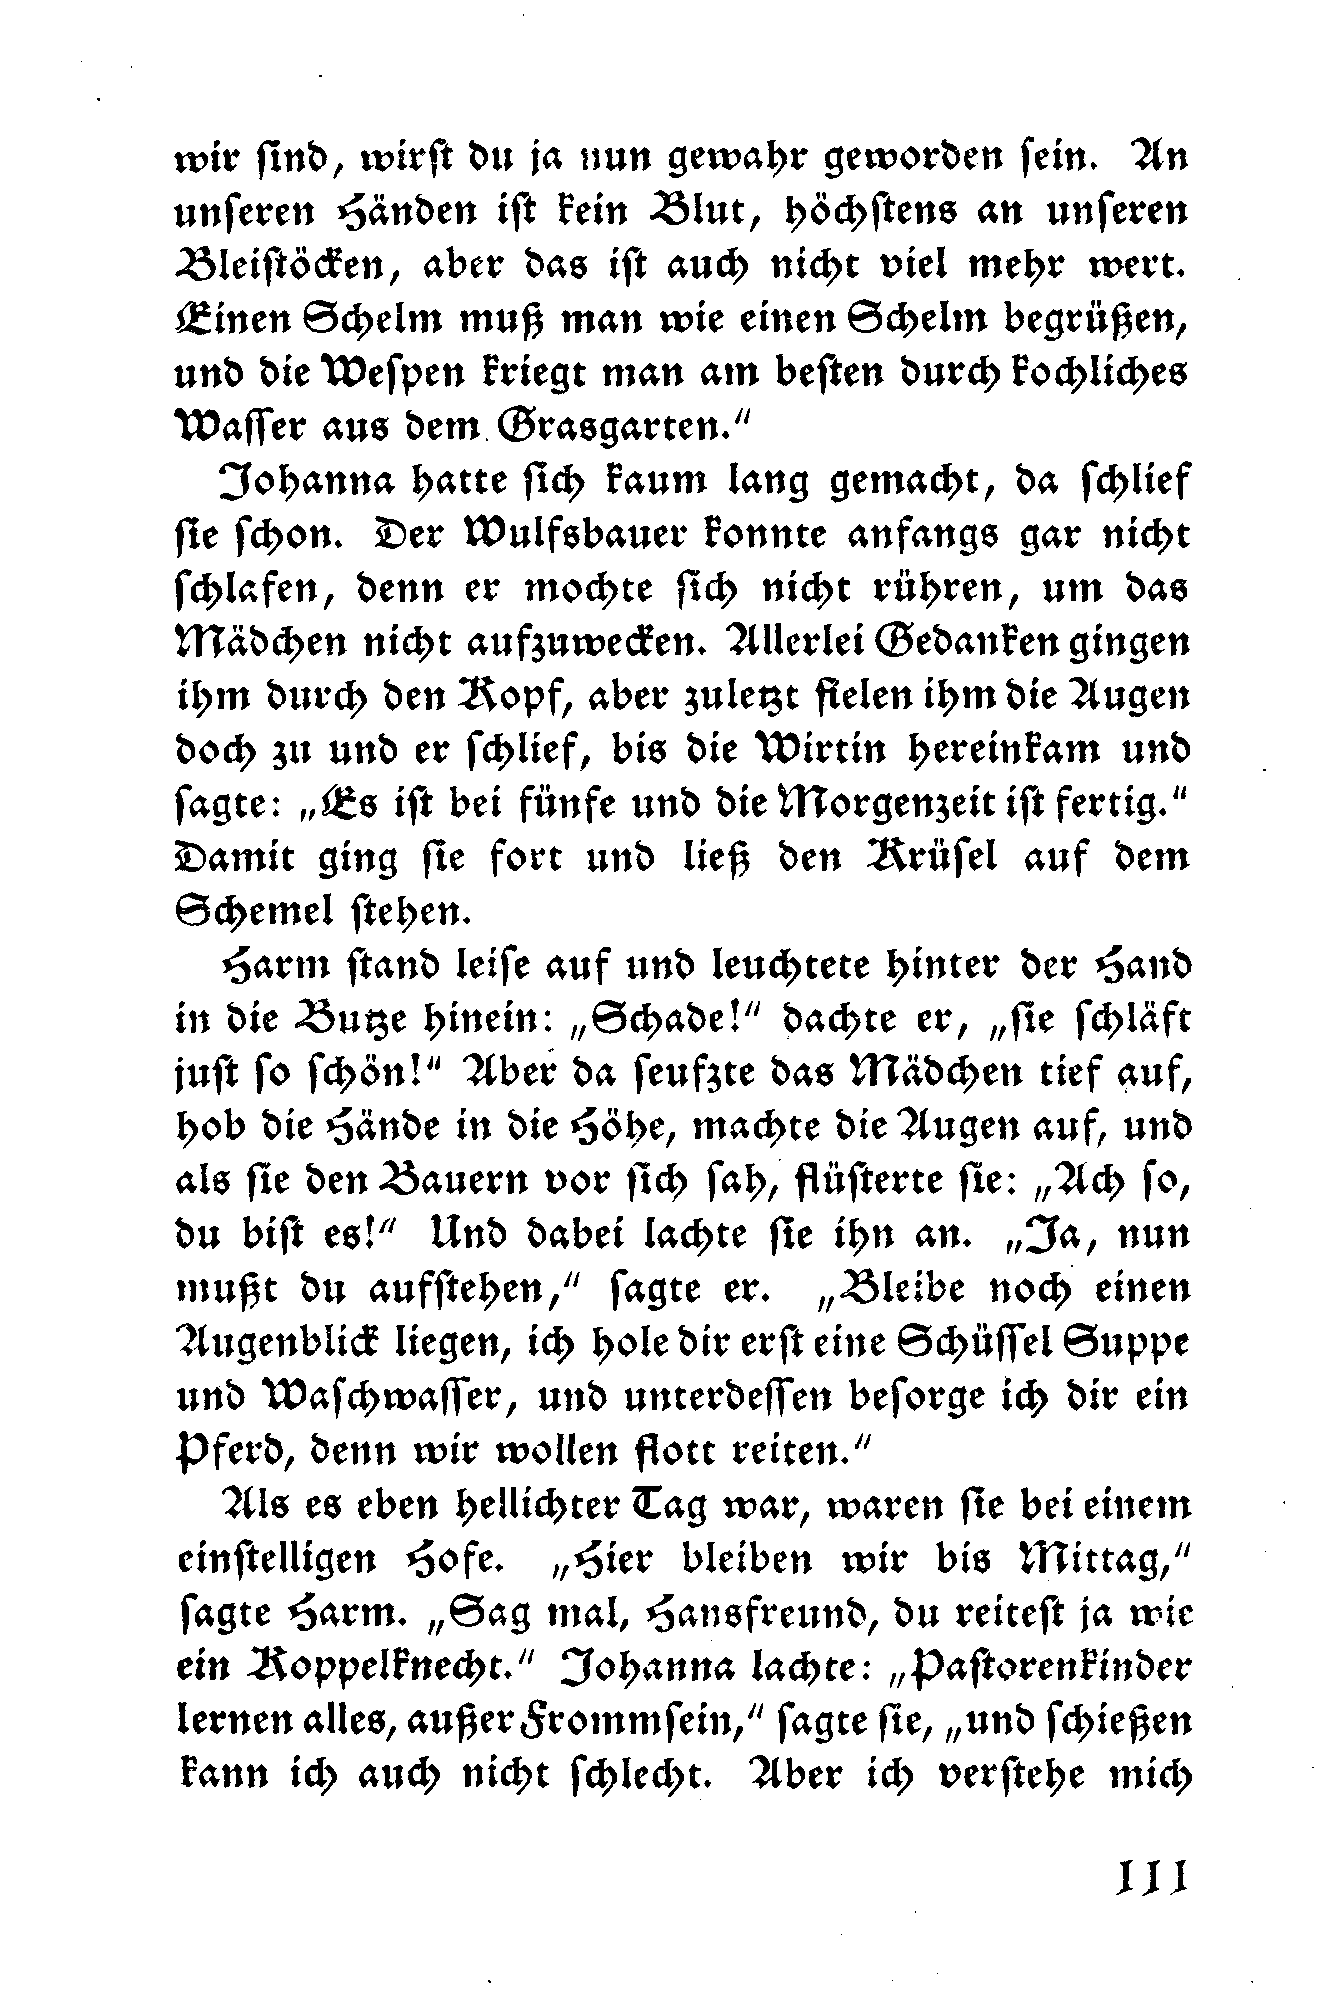 wir sind, wirst du ja nun gewahr geworden sein. An
unseren Händen ist kein Blut, höchstens an unseren
Bleistöcken, aber das ist auch nicht viel mehr wert.
Einen Schelm muß man wie einen Schelm begrüßen,
und die Wespen kriegt man am besten durch kochliches
Wasser aus dem Grasgarten.“
Johanna hatte sich kaum lang gemacht, da schlief
sie schon. Der Wulfsbauer konnte anfangs gar nicht
schlafen, denn er mochte sich nicht rühren, um das
Mädchen nicht aufzuwecken. Allerlei Gedanken gingen
ihm durch den Kopf, aber zuletzt fielen ihm die Augen
doch zu und er schlief, bis die Wirtin hereinkam und
sagte: „Es ist bei fünfe und die Morgenzeit ist fertig.“
Damit ging sie fort und ließ den Krüsel auf dem
Schemel stehen.
Harm stand leise auf und leuchtete hinter der Hand
in die Butze hinein: „Schade!“ dachte er, „sie schläft
just so schön!“ Aber da seufzte das Mädchen tief auf,
hob die Hände in die Höhe, machte die Augen auf, und
als sie den Bauern vor sich sah, flüsterte sie: „Ach so,
du bist es!“ Und dabei lachte sie ihn an. „Ja, nun
mußt du aufstehen,“ sagte er. „Bleibe noch einen
Augenblick liegen, ich hole dir erst eine Schüssel Suppe
und Waschwasser, und unterdessen besorge ich dir ein
Pferd, denn wir wollen flott reiten.“
Als es eben hellichter Tag war, waren sie bei einem
einstelligen Hofe. „Hier bleiben wir bis Mittag,“
sagte Harm. „Sag mal, Hansfreund, du reitest ja wie
ein Koppelknecht.“ Johanna lachte: „Pastorenkinder
lernen alles, außer Frommsein,“ sagte sie, „und schießen
kann ich auch nicht schlecht. Aber ich verstehe mich
111